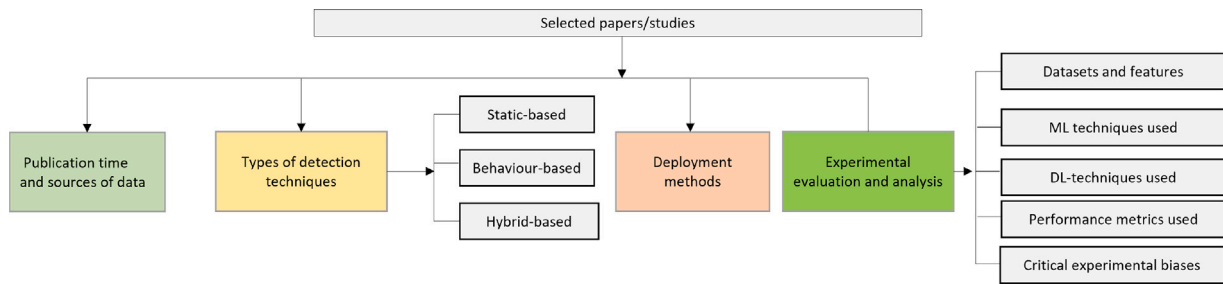 Selected papers/studies
Publication time
and sources of data
Types of detection
techniques
Static-based
Behaviour-based
Hybrid-based
Deployment
methods
Experimental
evaluation and analysis
Datasets and features
ML techniques used
DL-techniques used
Performance metrics used
Critical experimental biases